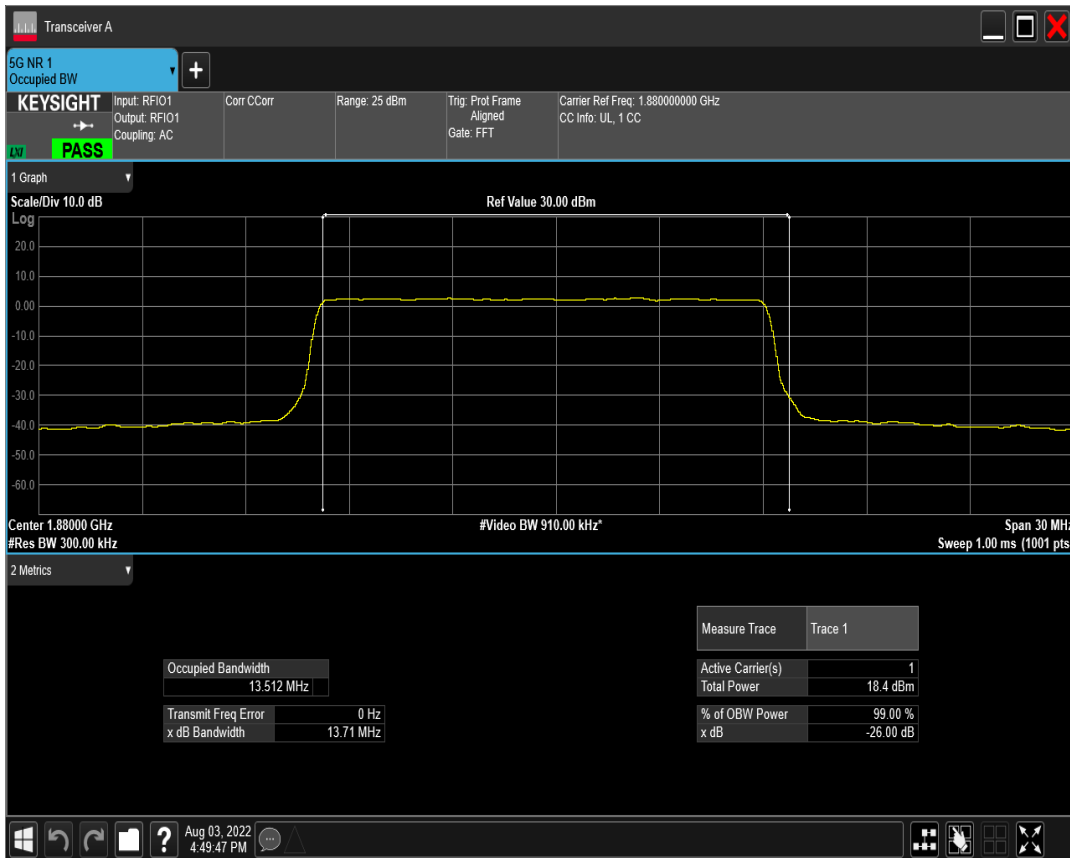 Transceiver A
5G NR 1
Occupied BW
+
KEYSIGHT
LXI
PASS
Input: RFIO1
Output: RFIO1
Coupling: AC
Corr CCorr
Range: 25 dBm
Trig: Prot Frame
Aligned
Gate: FFT
Carrier Ref Freq: 1.880000000 GHz
CC Info: UL, 1 CC
1 Graph
Scale/Div 10.0 dB
Ref Value 30.00 dBm
Log
20.0
10.0
0.00
-10.0
-20.0
-30.0
-40.0
-50.0
-60.0
Center 1.88000 GHz
#Video BW 910.00 kHz*
Span 30 MHz
#Res BW 300.00 kHz
Sweep 1.00 ms (1001 pts
2 Metrics
Measure Trace Trace 1
Occupied Bandwidth
13.512 MHz
Active Carrier(s) 1
Total Power 18.4 dBm
Transmit Freq Error 0 Hz
x dB Bandwidth 13.71 MHz
% of OBW Power 99.00 %
x dB -26.00 dB
?
Aug 03, 2022
4:49:47 PM